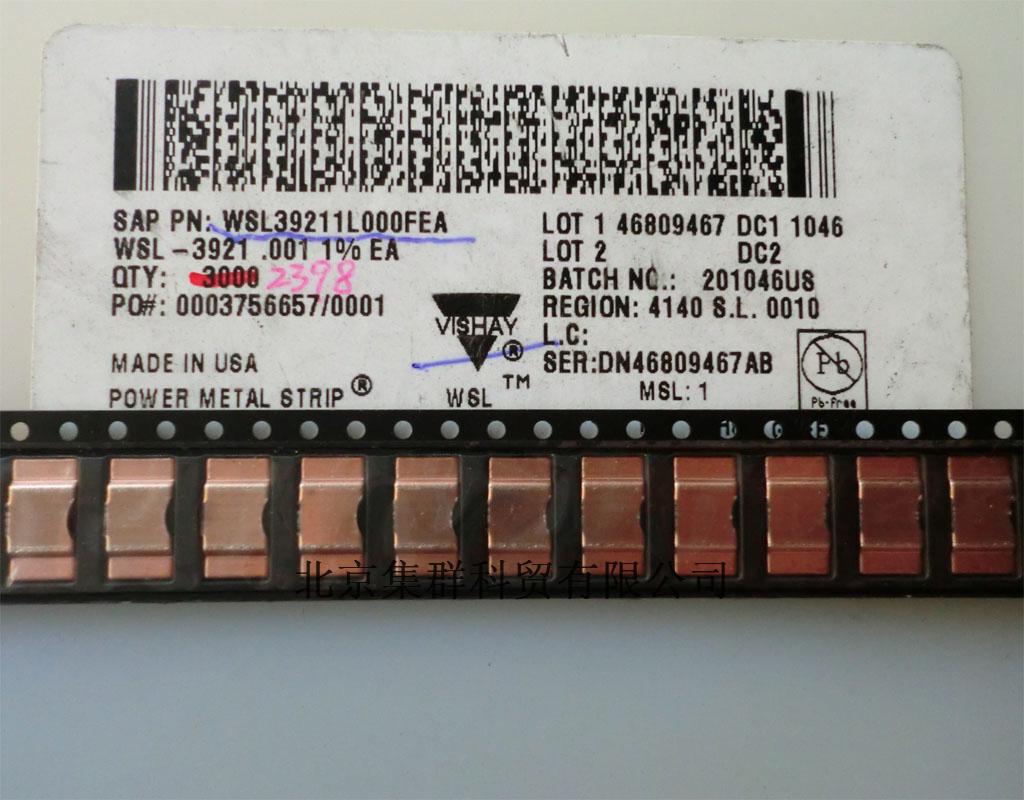 SAP PN: WSL39211L000FEA
WSL-3921 .001 1% EA
QTY: 3000 2398
PO#: 0003756657/0001
MADE IN USA
POWER METAL STRIP®
VISHAY®
WSL™
LOT 1 46809467 DC1 1046
LOT 2 DC2
BATCH NO.: 201046US
REGION: 4140 S.L. 0010
L.C:
SER:DN46809467AB
MSL: 1
Pb
Pb-Free
北京集群科贸有限公司